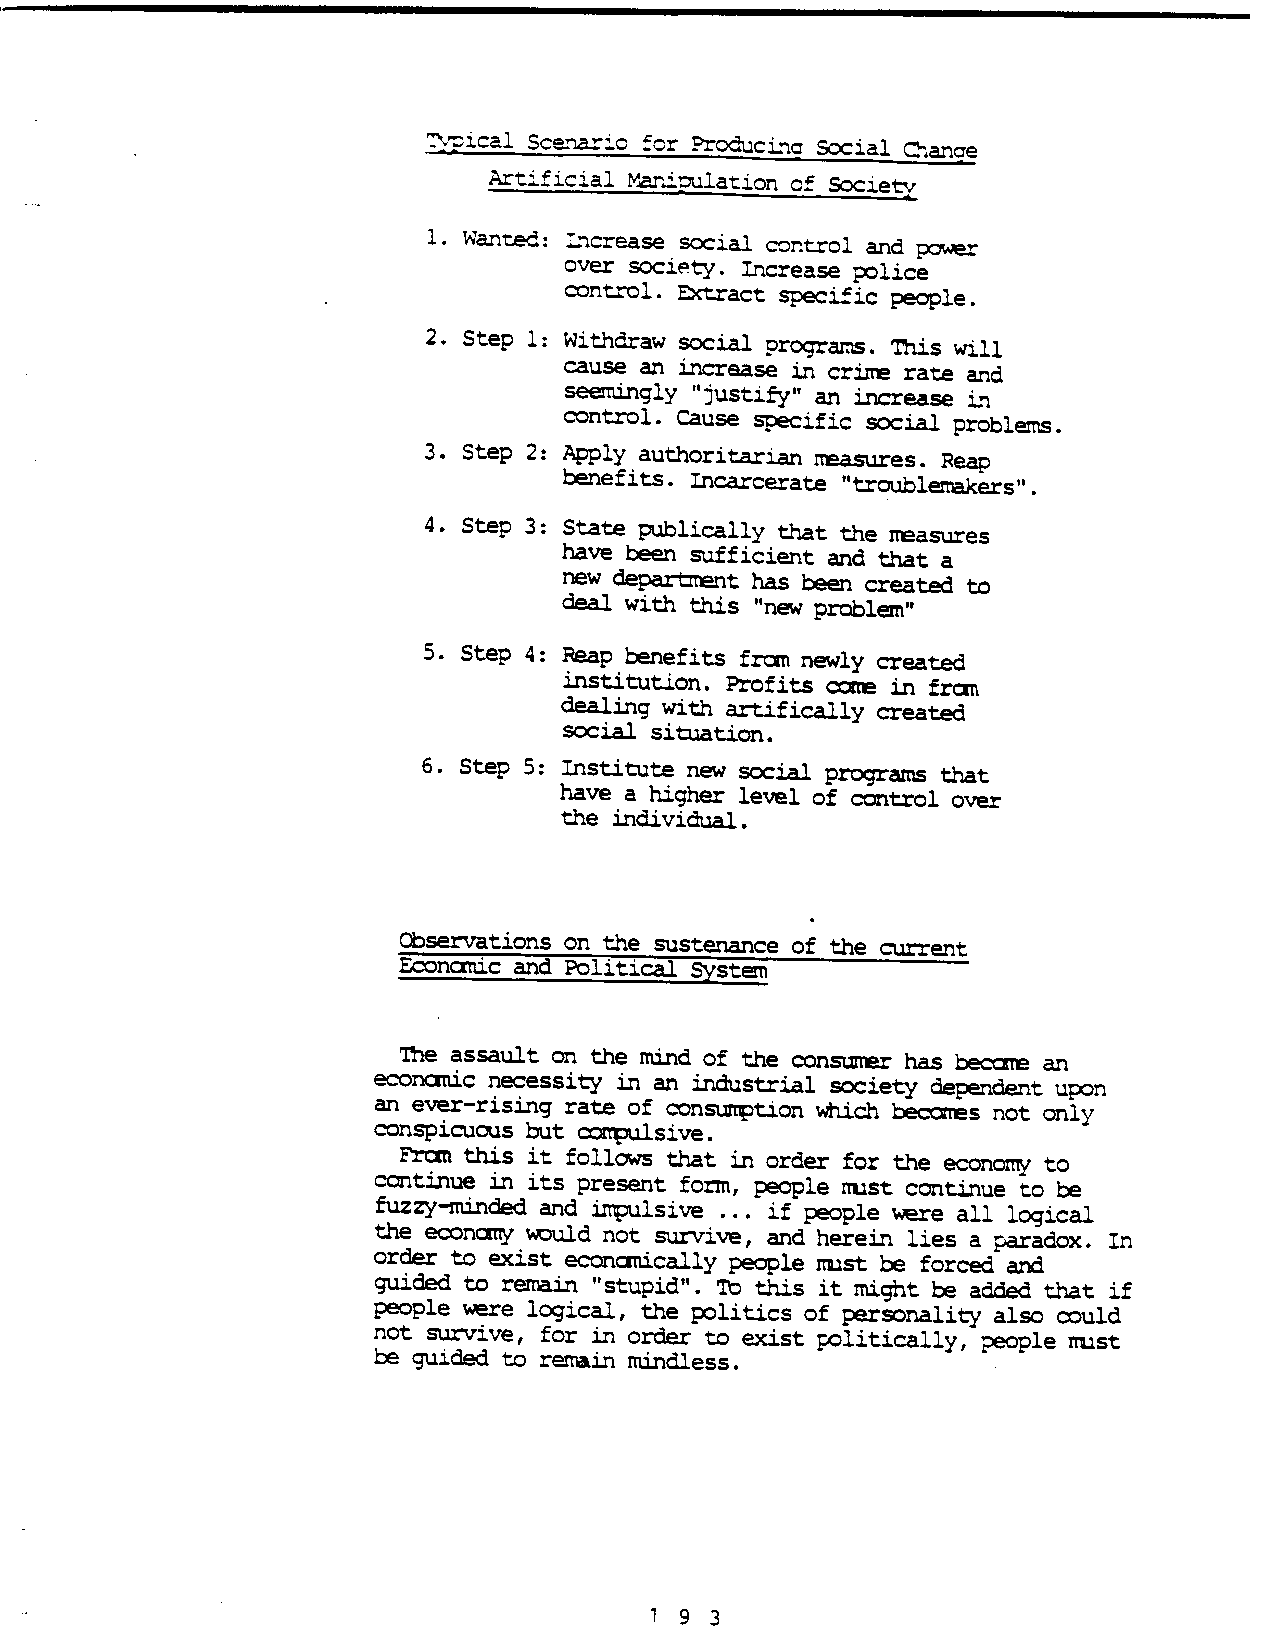 Typical Scenario for Producing Social Change
Artificial Manipulation of Society
1. Wanted: Increase social control and power
over society. Increase police
control. Extract specific people.
2. Step 1: Withdraw social programs. This will
cause an increase in crime rate and
seemingly "justify" an increase in
control. Cause specific social problems.
3. Step 2: Apply authoritarian measures. Reap
benefits. Incarcerate "troublemakers".
4. Step 3: State publically that the measures
have been sufficient and that a
new department has been created to
deal with this "new problem"
5. Step 4: Reap benefits from newly created
institution. Profits come in from
dealing with artifically created
social situation.
6. Step 5: Institute new social programs that
have a higher level of control over
the individual.
Observations on the sustenance of the current
Economic and Political System
The assault on the mind of the consumer has become an
economic necessity in an industrial society dependent upon
an ever-rising rate of consumption which becomes not only
conspicuous but compulsive.
From this it follows that in order for the economy to
continue in its present form, people must continue to be
fuzzy-minded and impulsive ... if people were all logical
the economy would not survive, and herein lies a paradox. In
order to exist economically people must be forced and
guided to remain "stupid". To this it might be added that if
people were logical, the politics of personality also could
not survive, for in order to exist politically, people must
be guided to remain mindless.
1 9 3